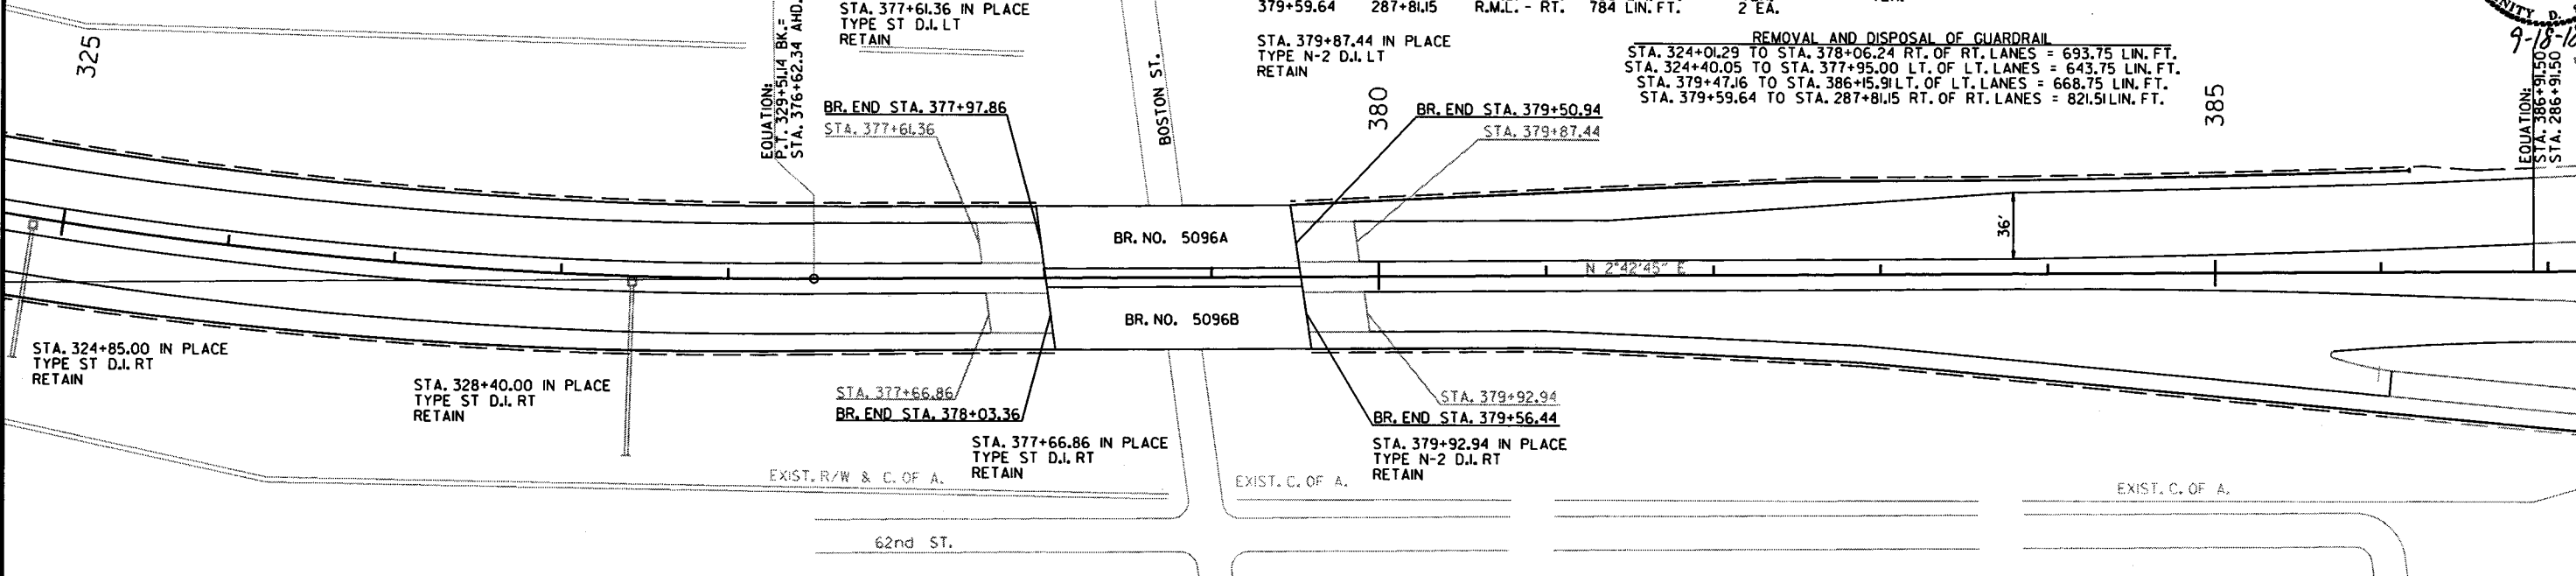 325
EQUATION:
P.T. 329+51.14 BK.=
STA. 376+62.34 AHD.
STA. 377+61.36 IN PLACE
TYPE ST D.I. LT
RETAIN
BR. END STA. 377+97.86
STA. 377+61.36
BOSTON ST.
379+59.64 287+81.15 R.M.L. - RT. 784 LIN. FT. 2 EA.
STA. 379+87.44 IN PLACE
TYPE N-2 D.I. LT
RETAIN
380
BR. END STA. 379+50.94
STA. 379+87.44
REMOVAL AND DISPOSAL OF GUARDRAIL
STA. 324+01.29 TO STA. 378+06.24 RT. OF RT. LANES = 693.75 LIN. FT.
STA. 324+40.05 TO STA. 377+95.00 LT. OF LT. LANES = 643.75 LIN. FT.
STA. 379+47.16 TO STA. 386+15.91 LT. OF LT. LANES = 668.75 LIN. FT.
STA. 379+59.64 TO STA. 287+81.15 RT. OF RT. LANES = 821.51 LIN. FT.
385
EQUATION:
STA. 386+91.50
STA. 286+91.50
BR. NO. 5096A
BR. NO. 5096B
N 2°42'45" E
36'
STA. 324+85.00 IN PLACE
TYPE ST D.I. RT
RETAIN
STA. 328+40.00 IN PLACE
TYPE ST D.I. RT
RETAIN
STA. 377+66.86
BR. END STA. 378+03.36
STA. 377+66.86 IN PLACE
TYPE ST D.I. RT
RETAIN
STA. 379+92.94
BR. END STA. 379+56.44
STA. 379+92.94 IN PLACE
TYPE N-2 D.I. RT
RETAIN
EXIST. R/W & C. OF A.
EXIST. C. OF A.
EXIST. C. OF A.
62nd ST.